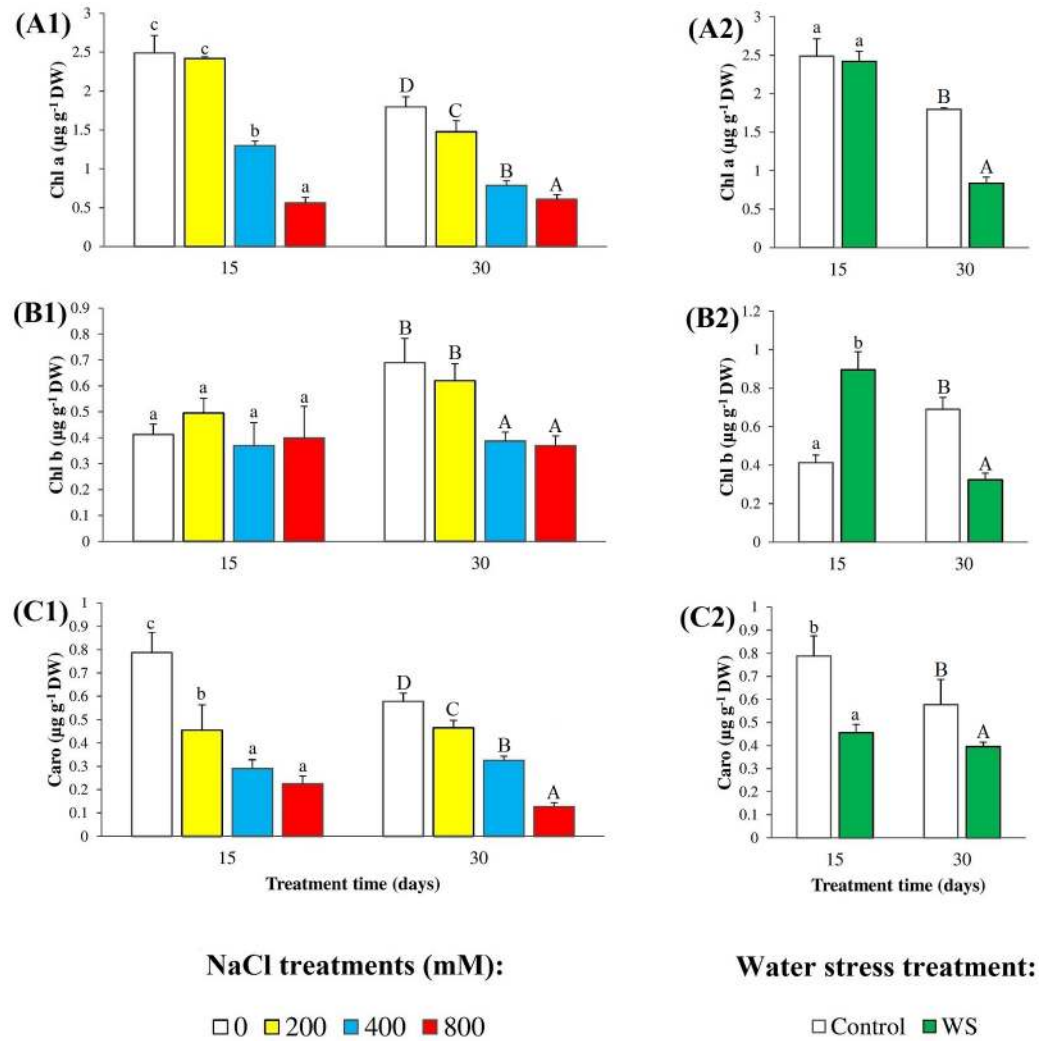 (A1)
Chl a (µg g⁻¹ DW)
3
2.5
2
1.5
1
0.5
0
c
c
b
a
D
C
B
A
15
30
(A2)
Chl a (µg g⁻¹ DW)
3
2.5
2
1.5
1
0.5
0
a
a
B
A
15
30
(B1)
Chl b (µg g⁻¹ DW)
0.9
0.8
0.7
0.6
0.5
0.4
0.3
0.2
0.1
0
a
a
a
a
B
B
A
A
15
30
(B2)
Chl b (µg g⁻¹ DW)
1.2
1
0.8
0.6
0.4
0.2
0
a
b
B
A
15
30
(C1)
Caro (µg g⁻¹ DW)
1
0.9
0.8
0.7
0.6
0.5
0.4
0.3
0.2
0.1
0
c
b
a
a
D
C
B
A
15
30
Treatment time (days)
(C2)
Caro (µg g⁻¹ DW)
1
0.9
0.8
0.7
0.6
0.5
0.4
0.3
0.2
0.1
0
b
a
B
A
15
30
Treatment time (days)
NaCl treatments (mM):
0 200 400 800
Water stress treatment:
Control WS